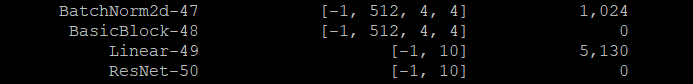 BatchNorm2d-47 [-1, 512, 4, 4] 1,024
BasicBlock-48 [-1, 512, 4, 4] 0
Linear-49 [-1, 10] 5,130
ResNet-50 [-1, 10] 0